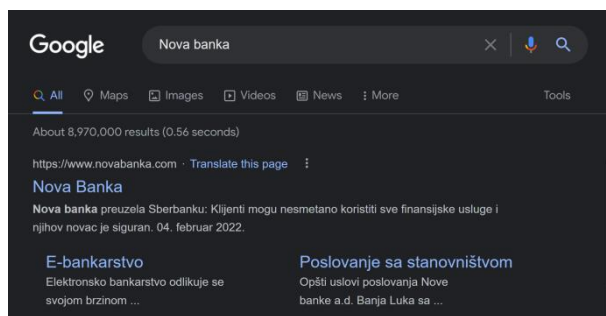 Google Nova banka
All Maps Images Videos News More Tools
About 8,970,000 results (0.56 seconds)
https://www.novabanka.com · Translate this page
Nova Banka
Nova banka preuzela Sberbanku: Klijenti mogu nesmetano koristiti sve finansijske usluge i
njihov novac je siguran. 04. februar 2022.
E-bankarstvo
Elektronsko bankarstvo odlikuje se
svojom brzinom ...
Poslovanje sa stanovništvom
Opšti uslovi poslovanja Nove
banke a.d. Banja Luka sa ...